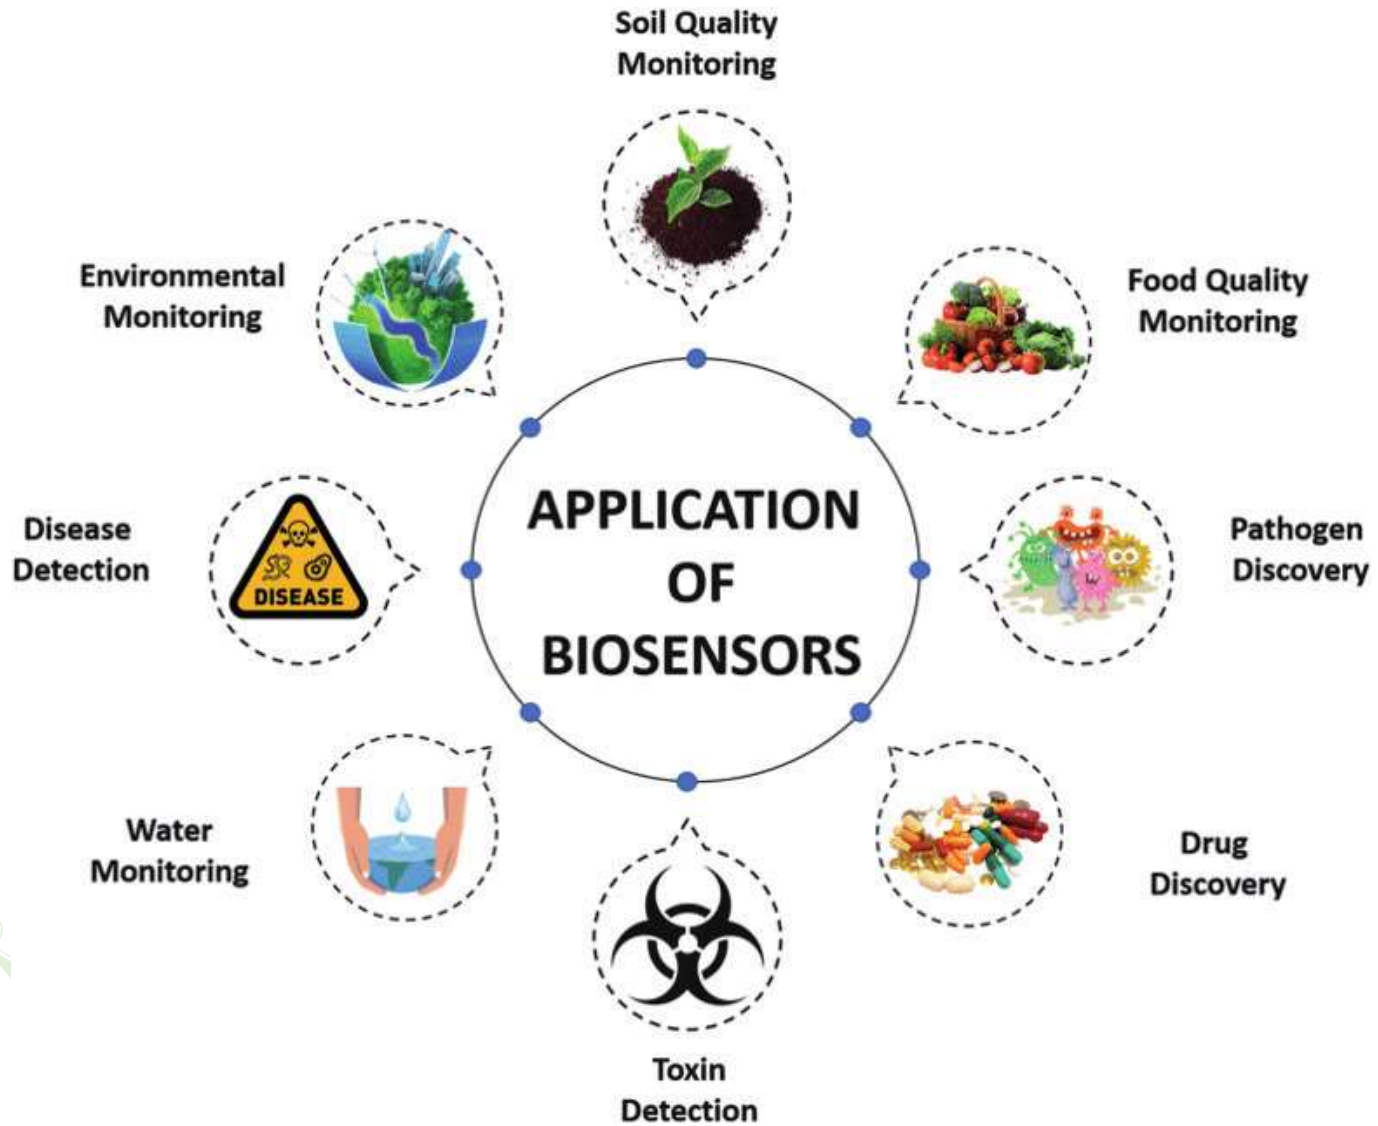 Soil Quality
Monitoring
Environmental
Monitoring
Food Quality
Monitoring
APPLICATION
OF
BIOSENSORS
Disease
Detection
DISEASE
Pathogen
Discovery
Water
Monitoring
Drug
Discovery
Toxin
Detection